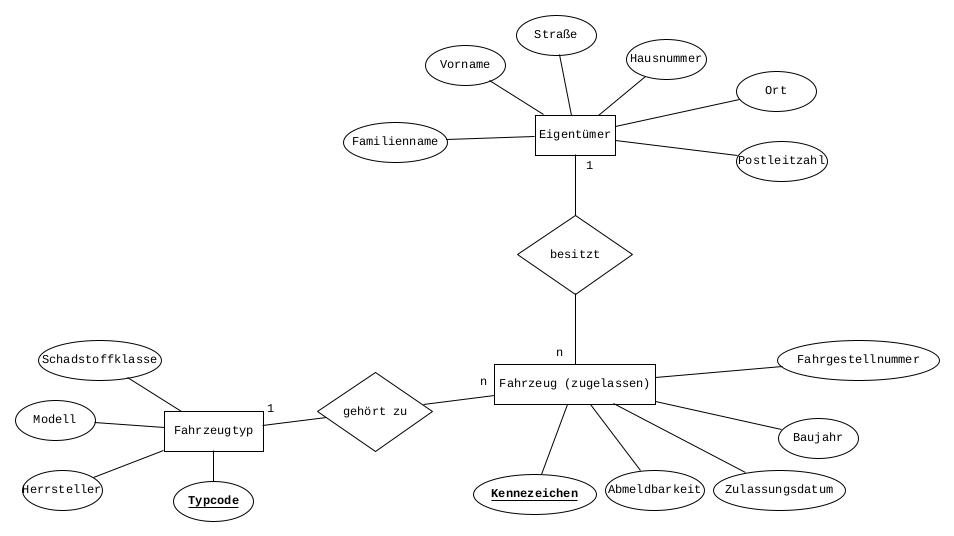 Straße
Vorname
Hausnummer
Ort
Eigentümer
Familienname
Postleitzahl
1
besitzt
n
Schadstoffklasse
Fahrgestellnummer
n
Fahrzeug (zugelassen)
1
gehört zu
Modell
Fahrzeugtyp
Baujahr
Herrsteller
Typcode
Kennezeichen
Abmeldbarkeit
Zulassungsdatum